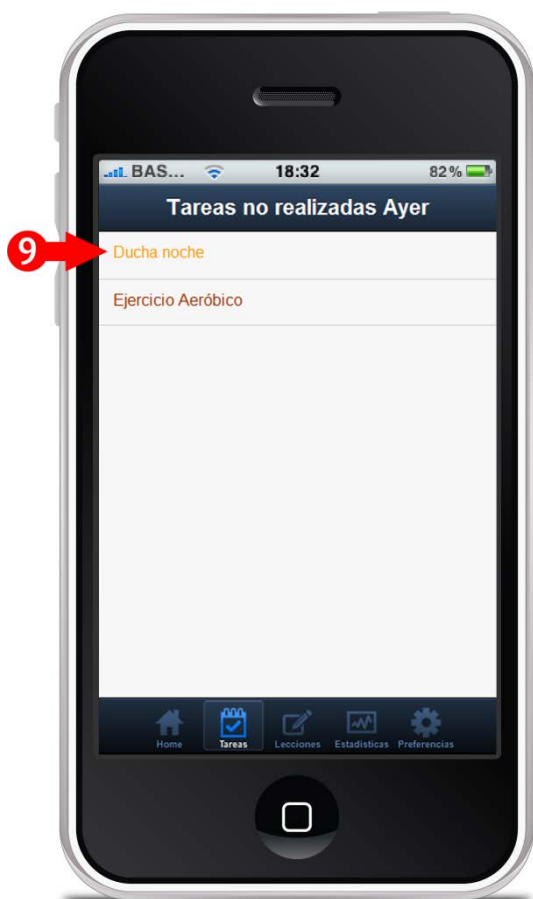 BAS... 18:32 82%
Tareas no realizadas Ayer
9
Ducha noche
Ejercicio Aeróbico
Home Tareas Lecciones Estadisticas Preferencias